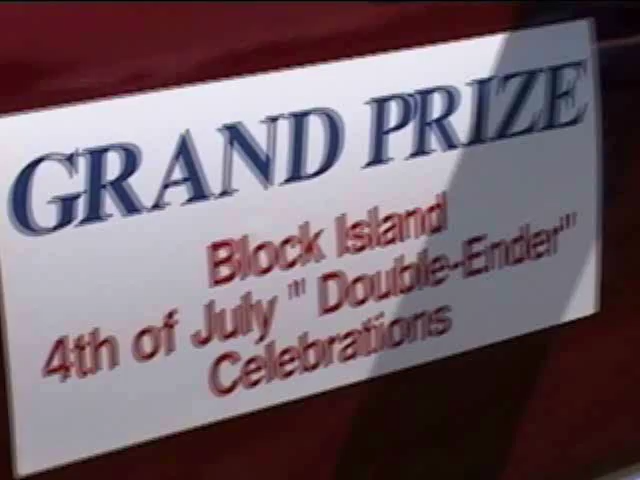 GRAND PRIZE
Block Island
4th of July " Double-Ender"
Celebrations